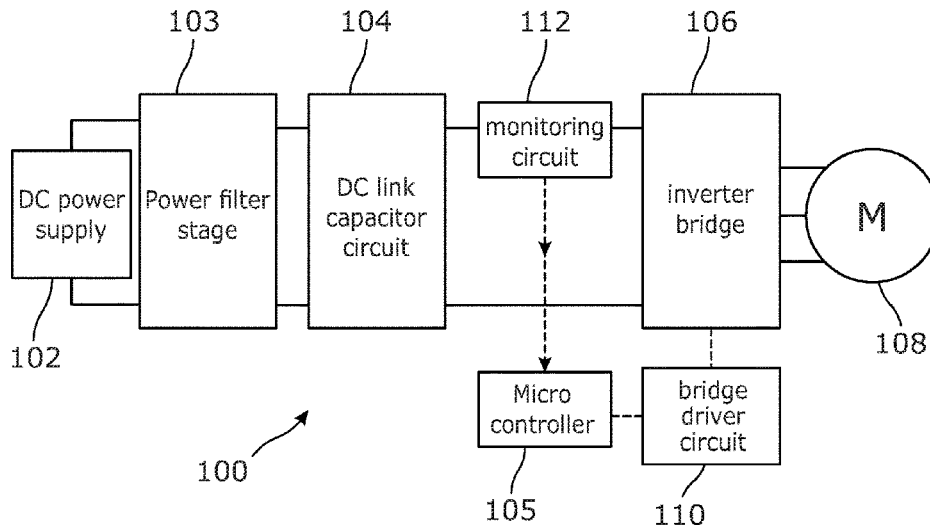 103
104
112
106
DC power
supply
Power filter
stage
DC link
capacitor
circuit
monitoring
circuit
inverter
bridge
M
102
108
Micro
controller
bridge
driver
circuit
100
105
110